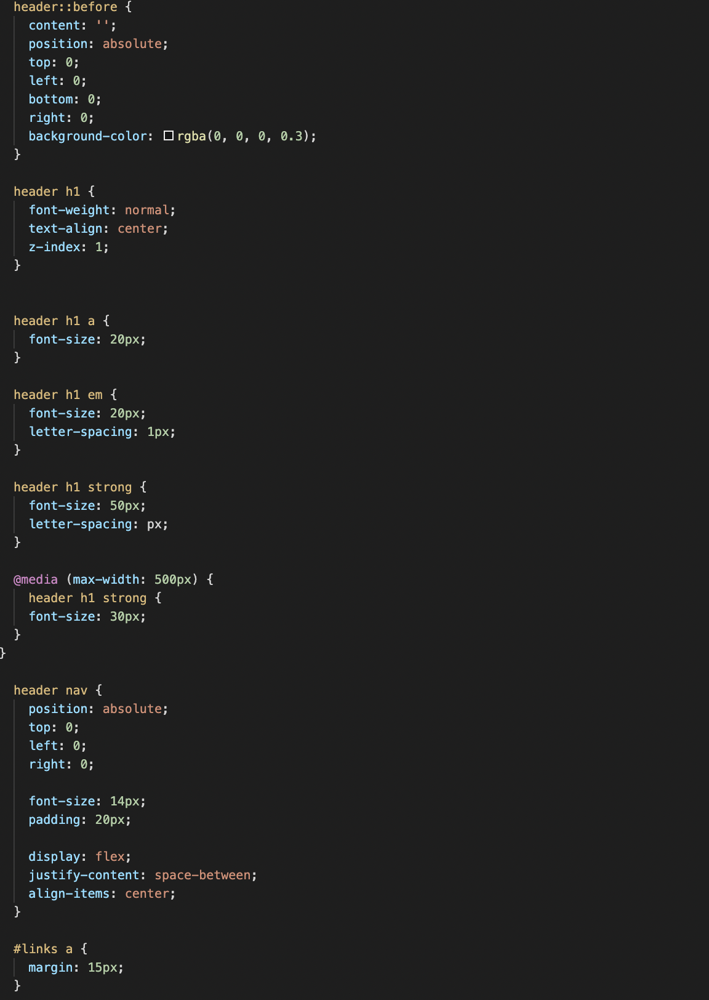 header::before {
content: '';
position: absolute;
top: 0;
left: 0;
bottom: 0;
right: 0;
background-color: rgba(0, 0, 0, 0.3);
}
header h1 {
font-weight: normal;
text-align: center;
z-index: 1;
}
header h1 a {
font-size: 20px;
}
header h1 em {
font-size: 20px;
letter-spacing: 1px;
}
header h1 strong {
font-size: 50px;
letter-spacing: px;
}
@media (max-width: 500px) {
header h1 strong {
font-size: 30px;
}
}
header nav {
position: absolute;
top: 0;
left: 0;
right: 0;
font-size: 14px;
padding: 20px;
display: flex;
justify-content: space-between;
align-items: center;
}
#links a {
margin: 15px;
}